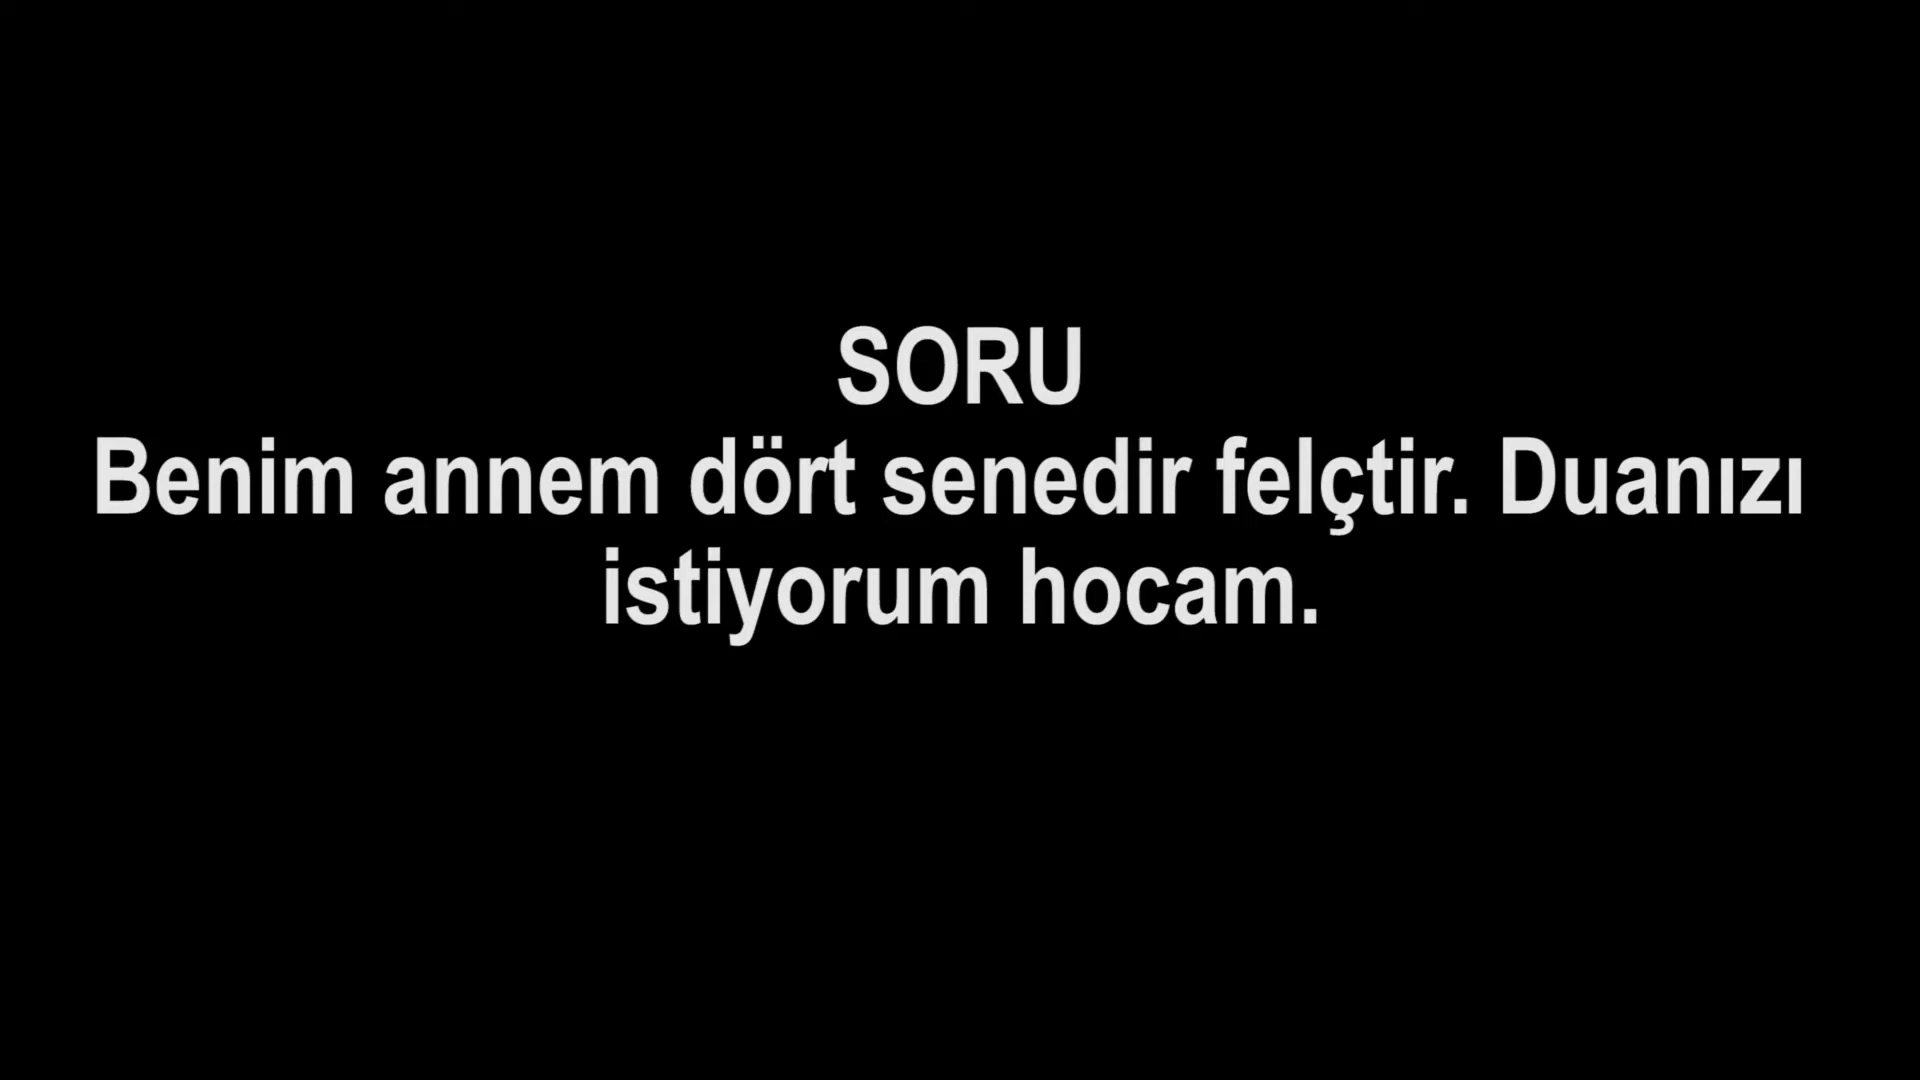 SORU
Benim annem dört senedir felçtir. Duanızı
istiyorum hocam.